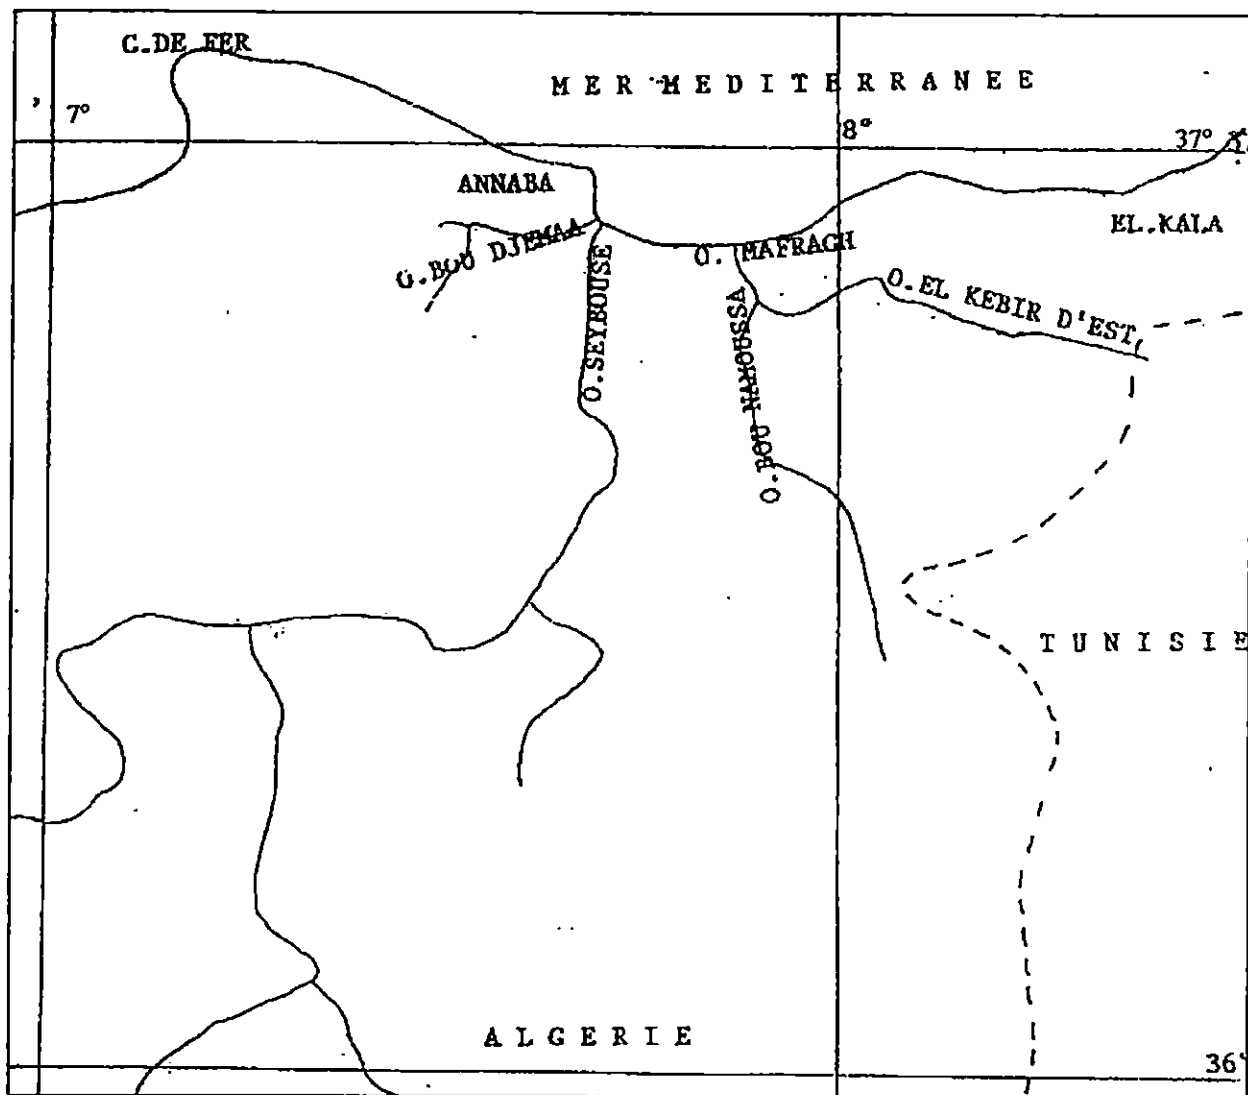 C.DE FER
MER MEDITERRANEE
7°
8°
37°
ANNABA
EL.KALA
O.BOU DJEMAA
O. MAFRAGH
O.SEYBOUSE
O.EL KEBIR D'EST
O.BOU NAMOUSSA
TUNISIE
ALGERIE
36°